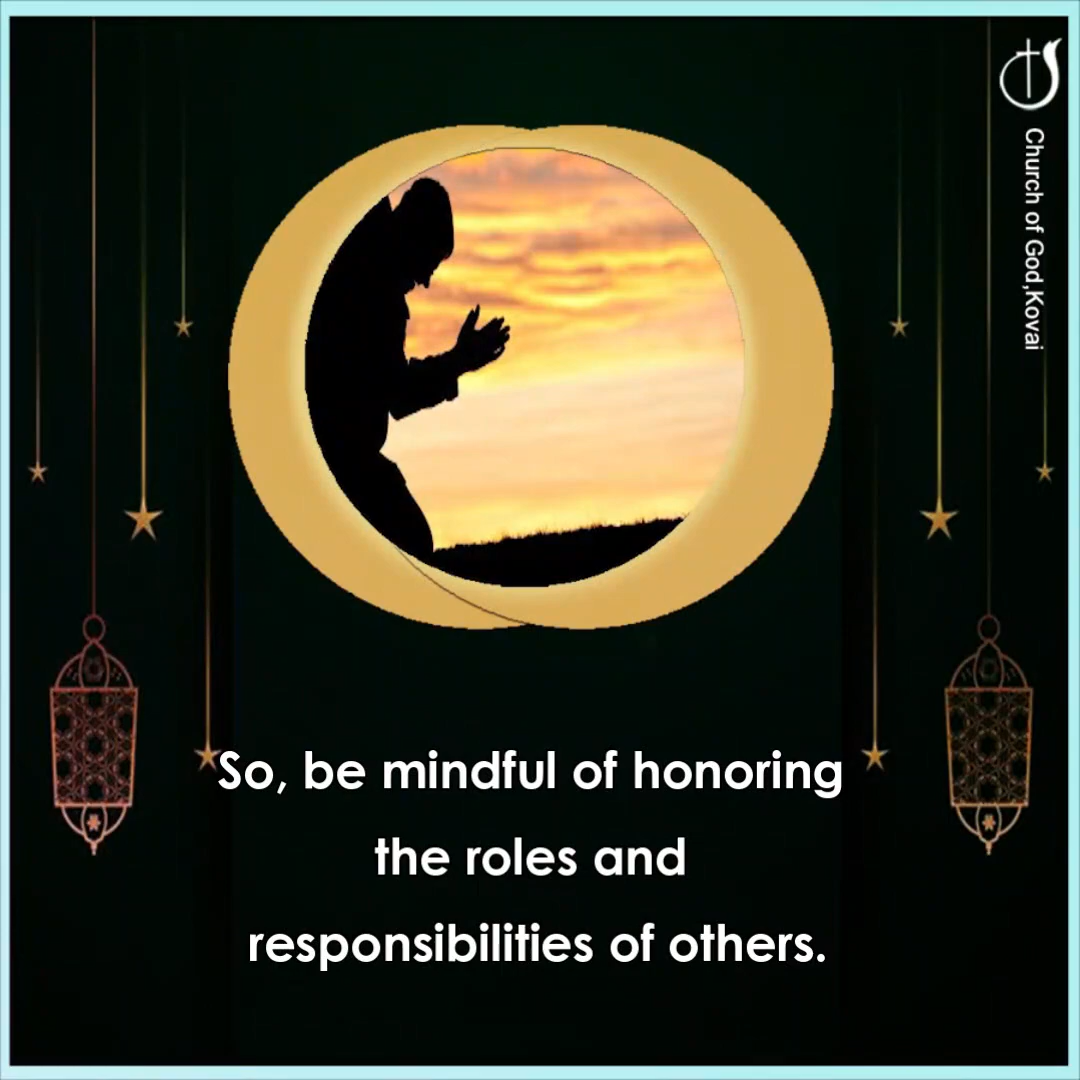 Church of God,Kovai
So, be mindful of honoring
the roles and
responsibilities of others.